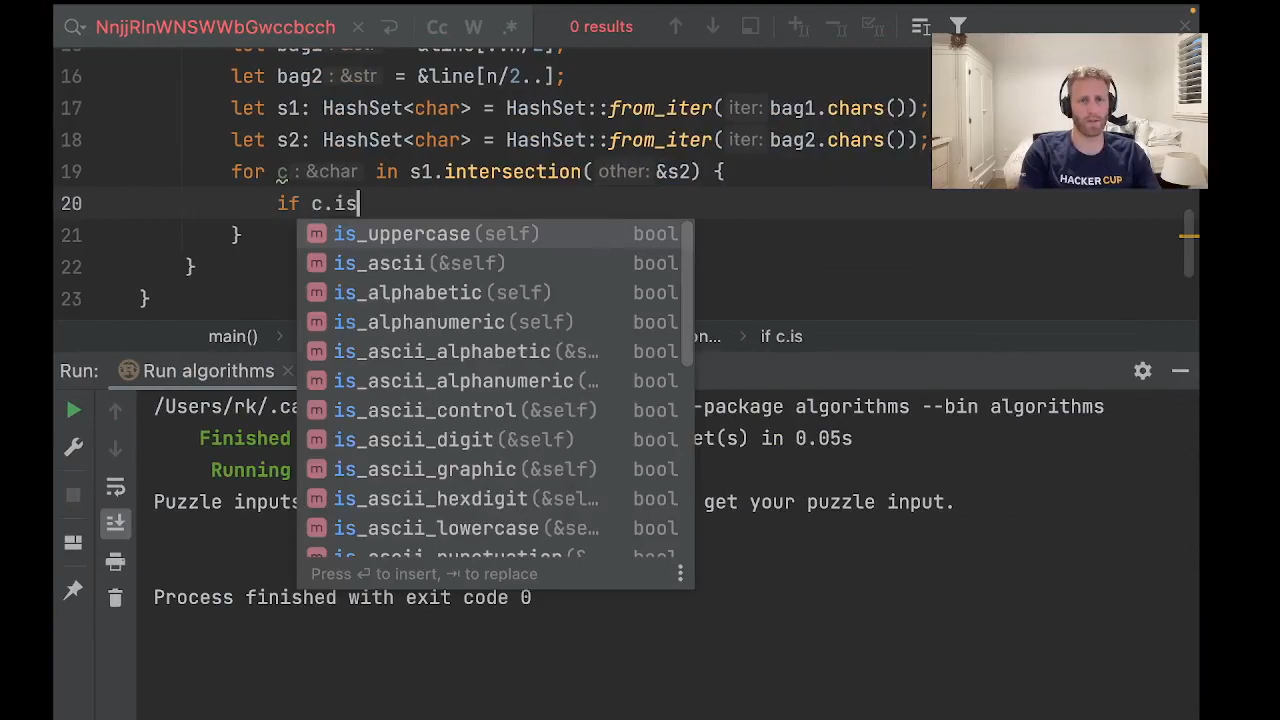 NnjjRlnWNSWWbGwccbcch
Cc W .* 0 results
16 let bag2 : &str = &line[n/2..];
17 let s1: HashSet<char> = HashSet::from_iter( iter: bag1.chars());
18 let s2: HashSet<char> = HashSet::from_iter( iter: bag2.chars());
19 for c : &char in s1.intersection( other: &s2) {
HACKER CUP
20 if c.is
is_uppercase(self) bool
21 }
is_ascii(&self) bool
22 }
is_alphabetic(self) bool
23 }
is_alphanumeric(self) bool
main() on... if c.is
is_ascii_alphabetic(&s… bool
Run: Run algorithms
is_ascii_alphanumeric(… bool
/Users/rk/.ca -package algorithms --bin algorithms
is_ascii_control(&self) bool
Finished et(s) in 0.05s
is_ascii_digit(&self) bool
Running
is_ascii_graphic(&self) bool
Puzzle inputs get your puzzle input.
is_ascii_hexdigit(&sel… bool
is_ascii_lowercase(&se… bool
Press ⏎ to insert, ⇥ to replace
Process finished with exit code 0